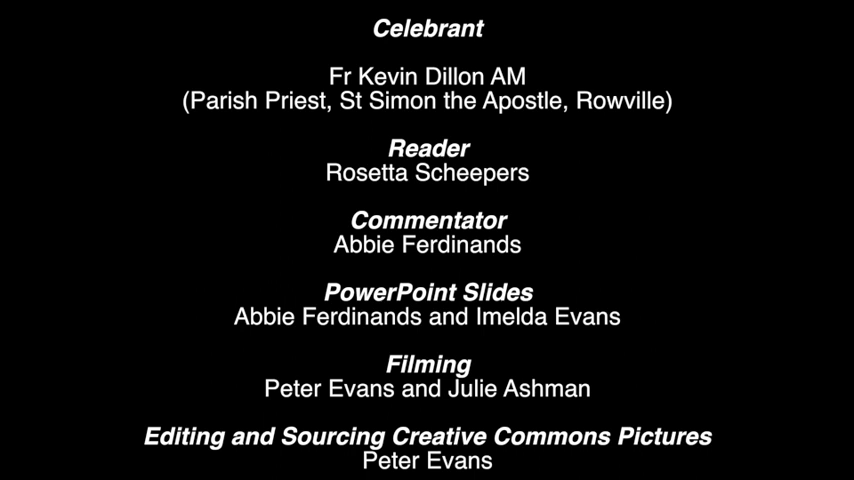 Celebrant
Fr Kevin Dillon AM
(Parish Priest, St Simon the Apostle, Rowville)
Reader
Rosetta Scheepers
Commentator
Abbie Ferdinands
PowerPoint Slides
Abbie Ferdinands and Imelda Evans
Filming
Peter Evans and Julie Ashman
Editing and Sourcing Creative Commons Pictures
Peter Evans